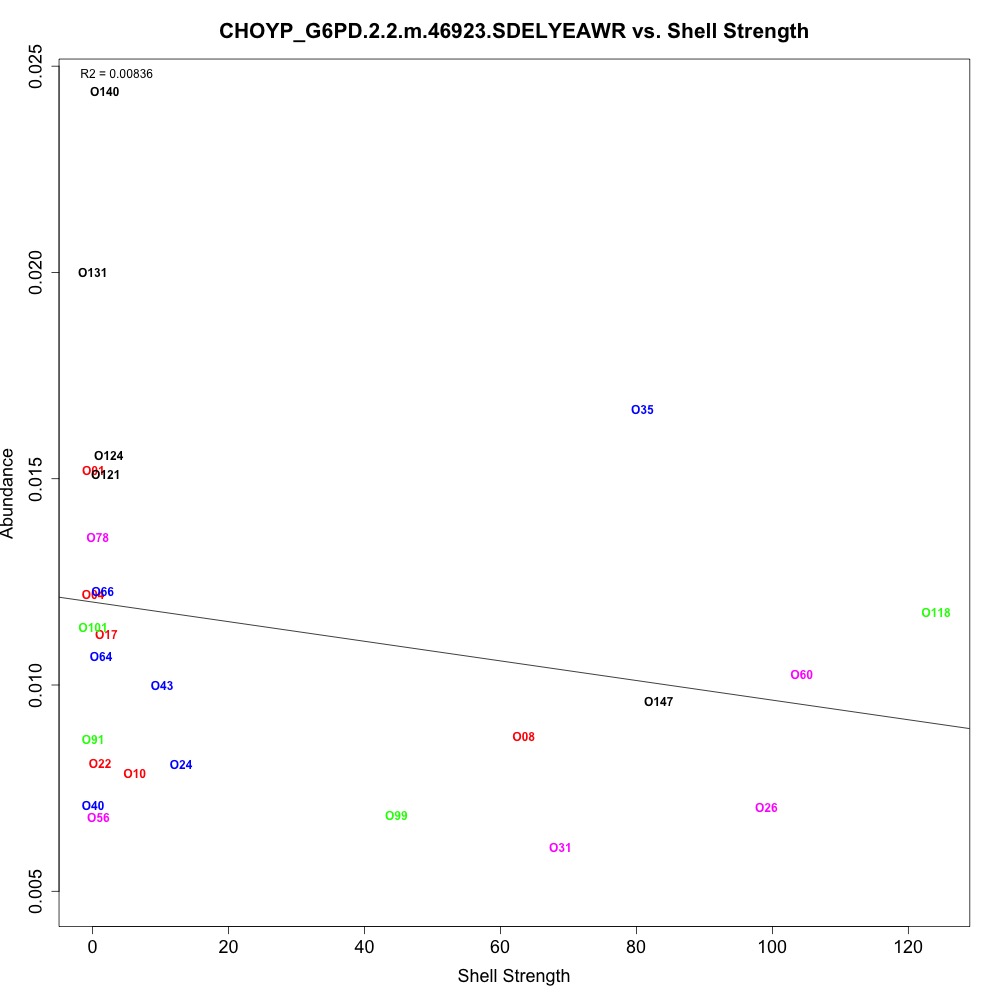 CHOYP_G6PD.2.2.m.46923.SDELYEAWR vs. Shell Strength
R2 = 0.00836
O140
O131
O35
O124
O01
O121
O78
O66
O04
O118
O101
O17
O64
O60
O43
O147
O91
O08
O22
O24
O10
O40
O26
O56
O99
O31
0.025
0.020
0.015
0.010
0.005
Abundance
0 20 40 60 80 100 120
Shell Strength